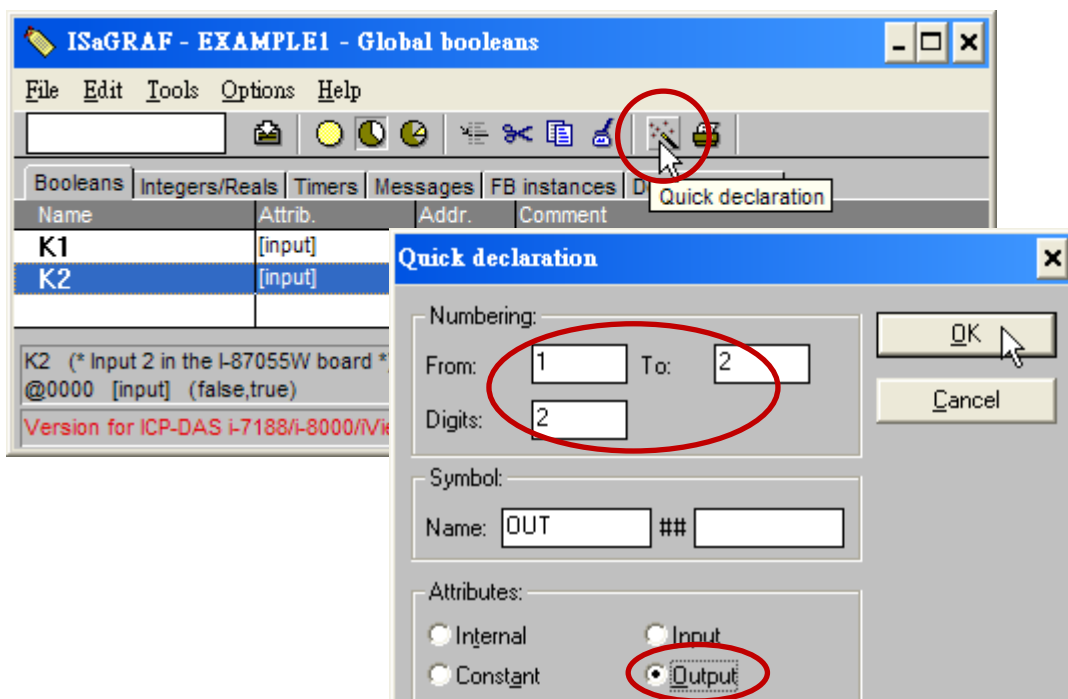 ISaGRAF - EXAMPLE1 - Global booleans
File Edit Tools Options Help
Booleans Integers/Reals Timers Messages FB instances
Quick declaration
Name Attrib. Addr. Comment
K1 [input]
K2 [input]
K2 (* Input 2 in the I-87055W board *)
@0000 [input] (false,true)
Version for ICP-DAS i-7188/i-8000/iVie
Quick declaration
Numbering:
From: 1 To: 2
Digits: 2
OK
Cancel
Symbol:
Name: OUT ##
Attributes:
Internal Input
Constant Output